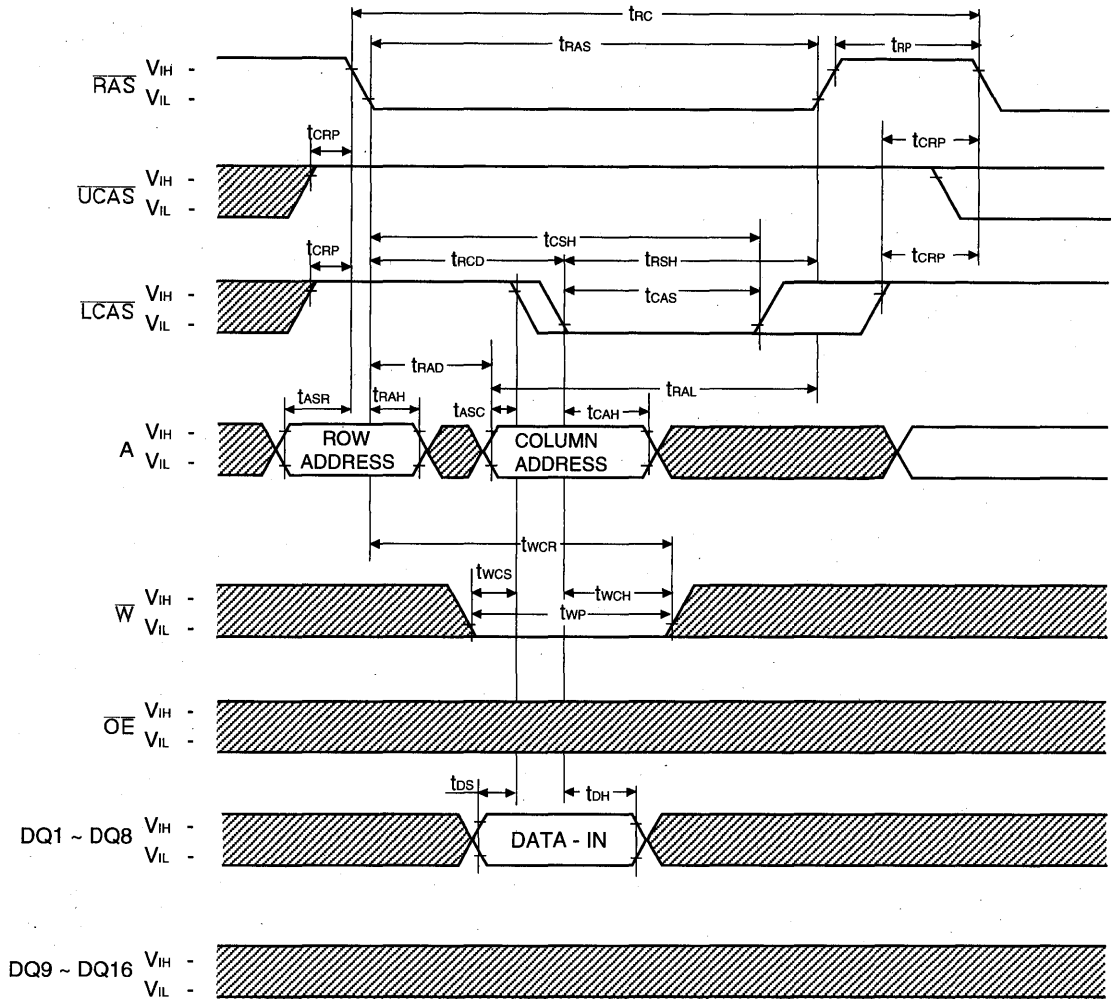 tRC
tRAS
tRP
RAS
VIH -
VIL -
tCRP
tCRP
UCAS
VIH -
VIL -
tCSH
tCRP
tRCD
tRSH
tCRP
LCAS
VIH -
VIL -
tCAS
tRAD
tRAL
tASR
tRAH
tASC
tCAH
A
VIH -
VIL -
ROW
ADDRESS
COLUMN
ADDRESS
tWCR
tWCS
tWCH
W
VIH -
VIL -
tWP
OE
VIH -
VIL -
tDS
tDH
DQ1 ~ DQ8
VIH -
VIL -
DATA - IN
DQ9 ~ DQ16
VIH -
VIL -